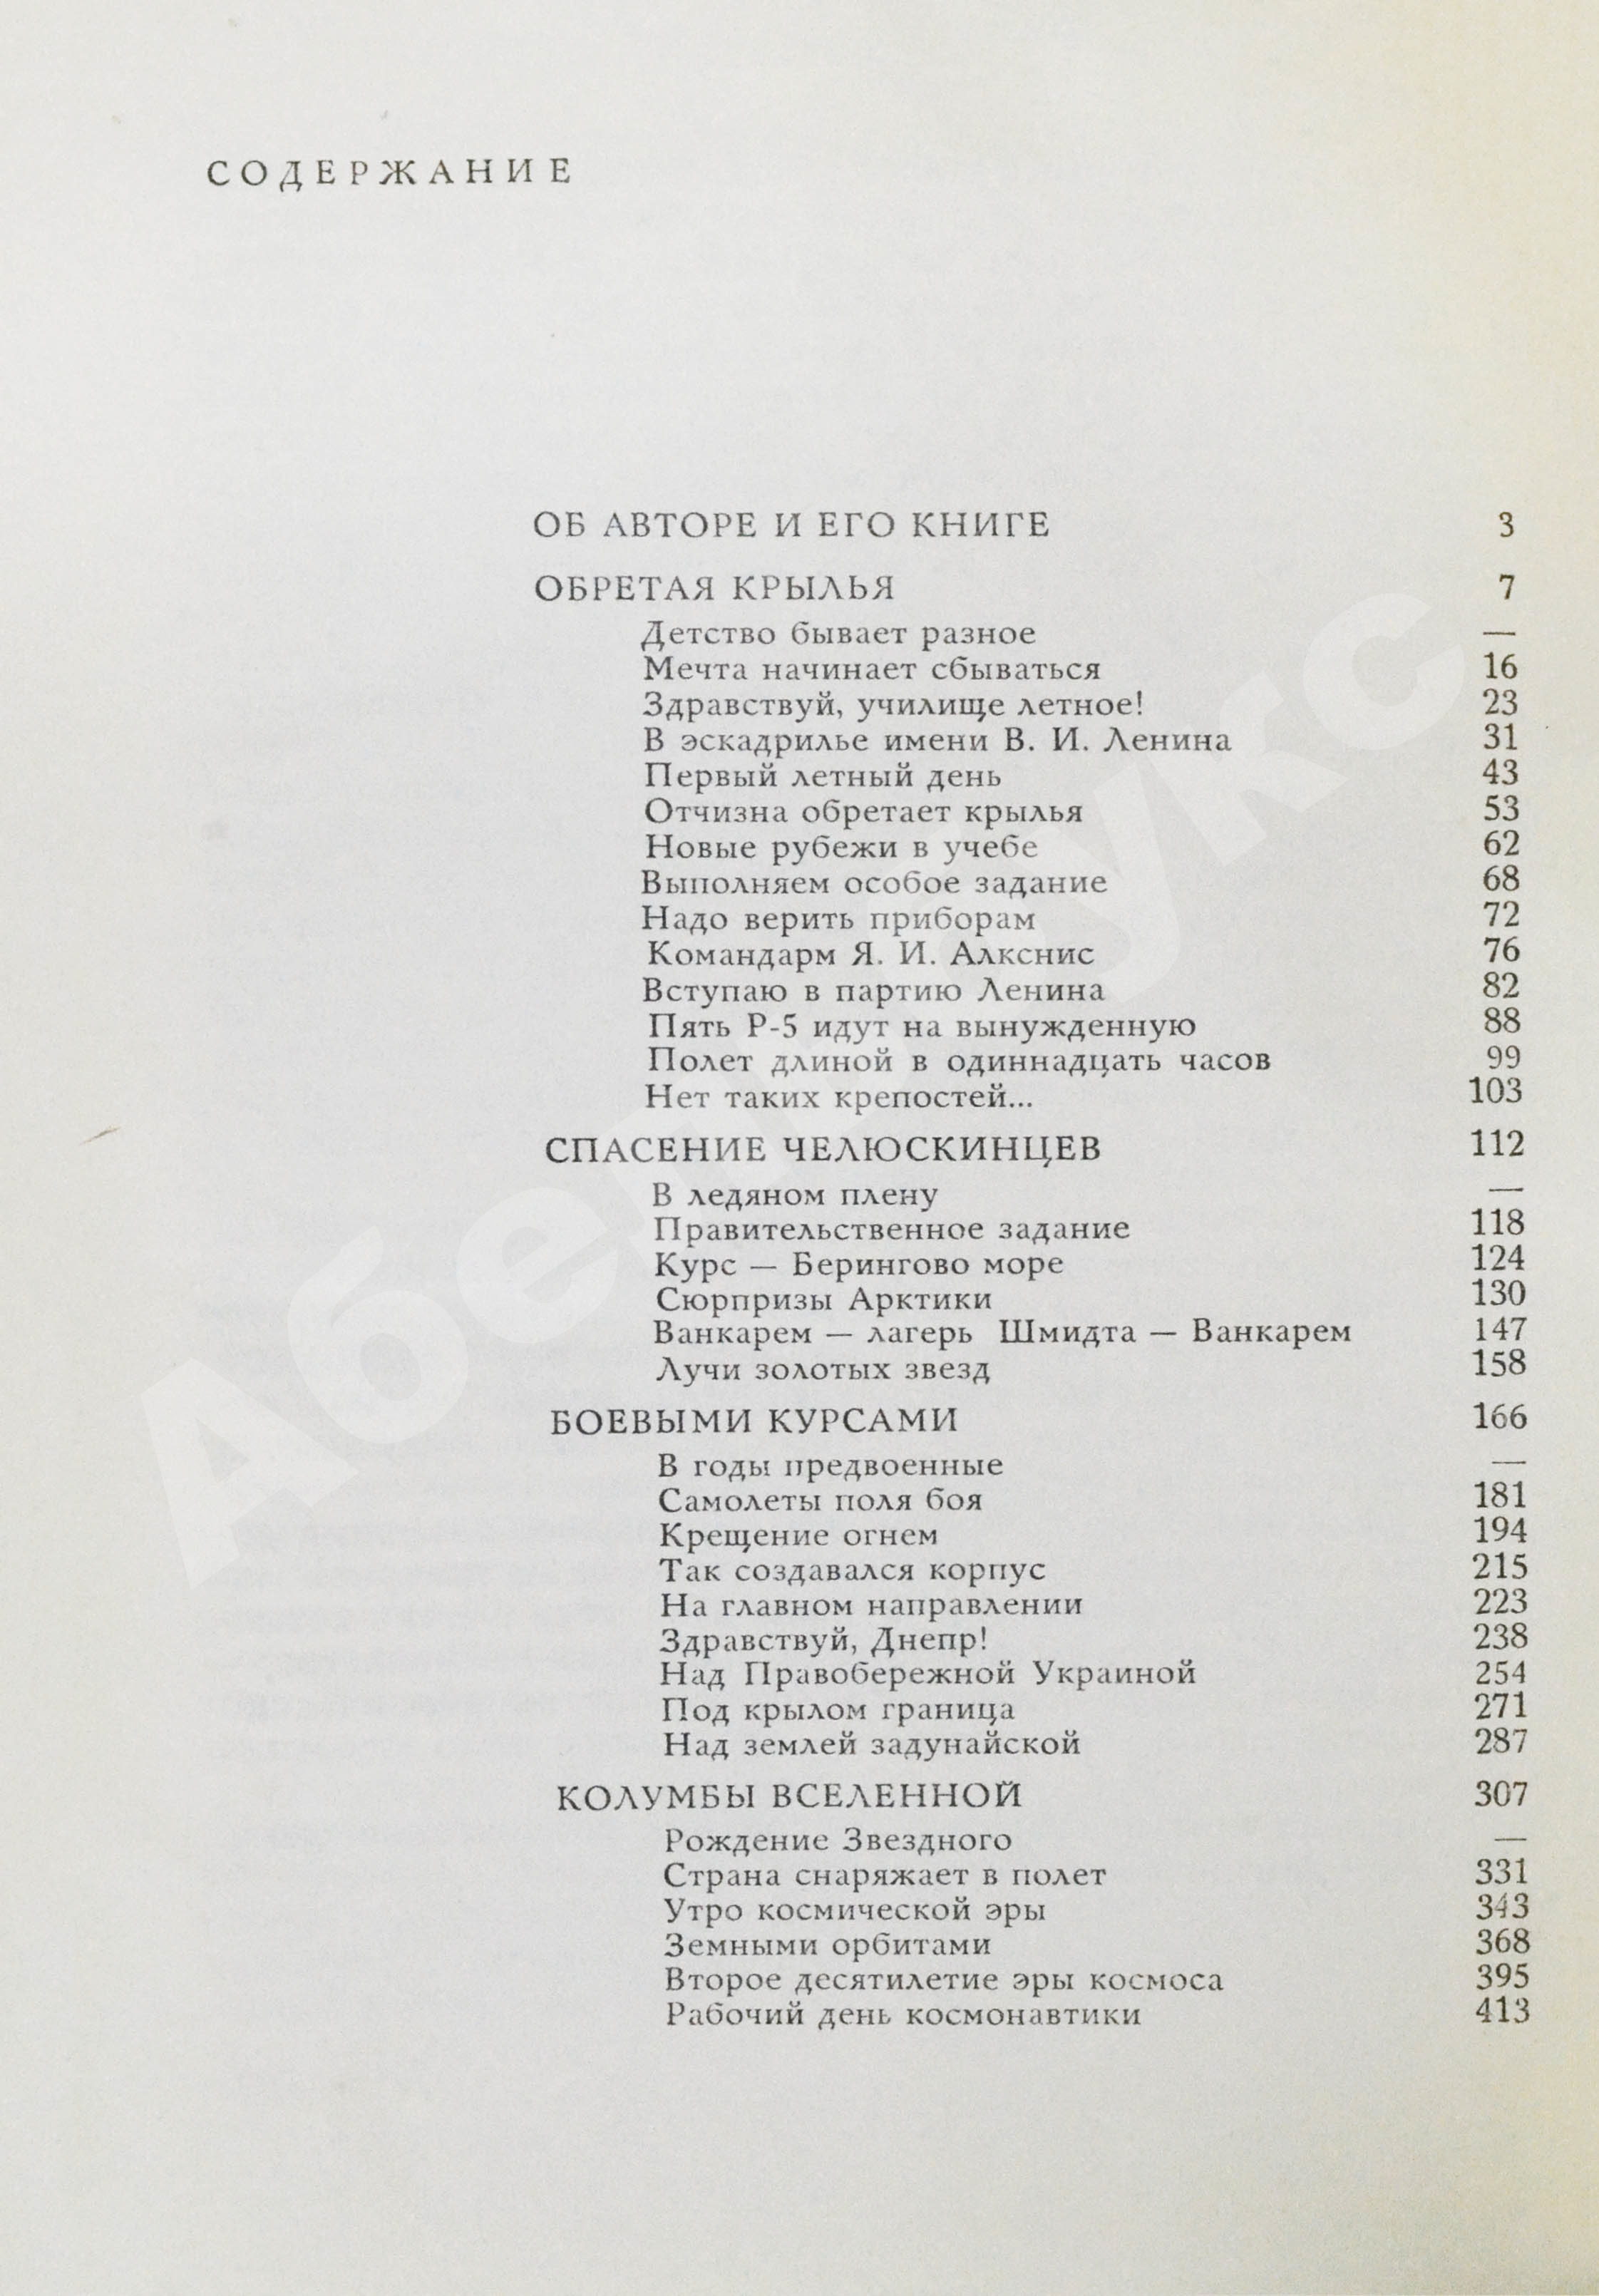 СОДЕРЖАНИЕ
ОБ АВТОРЕ И ЕГО КНИГЕ 3
ОБРЕТАЯ КРЫЛЬЯ 7
Детство бывает разное —
Мечта начинает сбываться 16
Здравствуй, училище летное! 23
В эскадрилье имени В. И. Ленина 31
Первый летный день 43
Отчизна обретает крылья 53
Новые рубежи в учебе 62
Выполняем особое задание 68
Надо верить приборам 72
Командарм Я. И. Алкснис 76
Вступаю в партию Ленина 82
Пять Р-5 идут на вынужденную 88
Полет длиной в одиннадцать часов 99
Нет таких крепостей... 103
СПАСЕНИЕ ЧЕЛЮСКИНЦЕВ 112
В ледяном плену —
Правительственное задание 118
Курс — Берингово море 124
Сюрпризы Арктики 130
Ванкарем — лагерь Шмидта — Ванкарем 147
Лучи золотых звезд 158
БОЕВЫМИ КУРСАМИ 166
В годы предвоенные —
Самолеты поля боя 181
Крещение огнем 194
Так создавался корпус 215
На главном направлении 223
Здравствуй, Днепр! 238
Над Правобережной Украиной 254
Под крылом граница 271
Над землей задунайской 287
КОЛУМБЫ ВСЕЛЕННОЙ 307
Рождение Звездного —
Страна снаряжает в полет 331
Утро космической эры 343
Земными орбитами 368
Второе десятилетие эры космоса 395
Рабочий день космонавтики 413